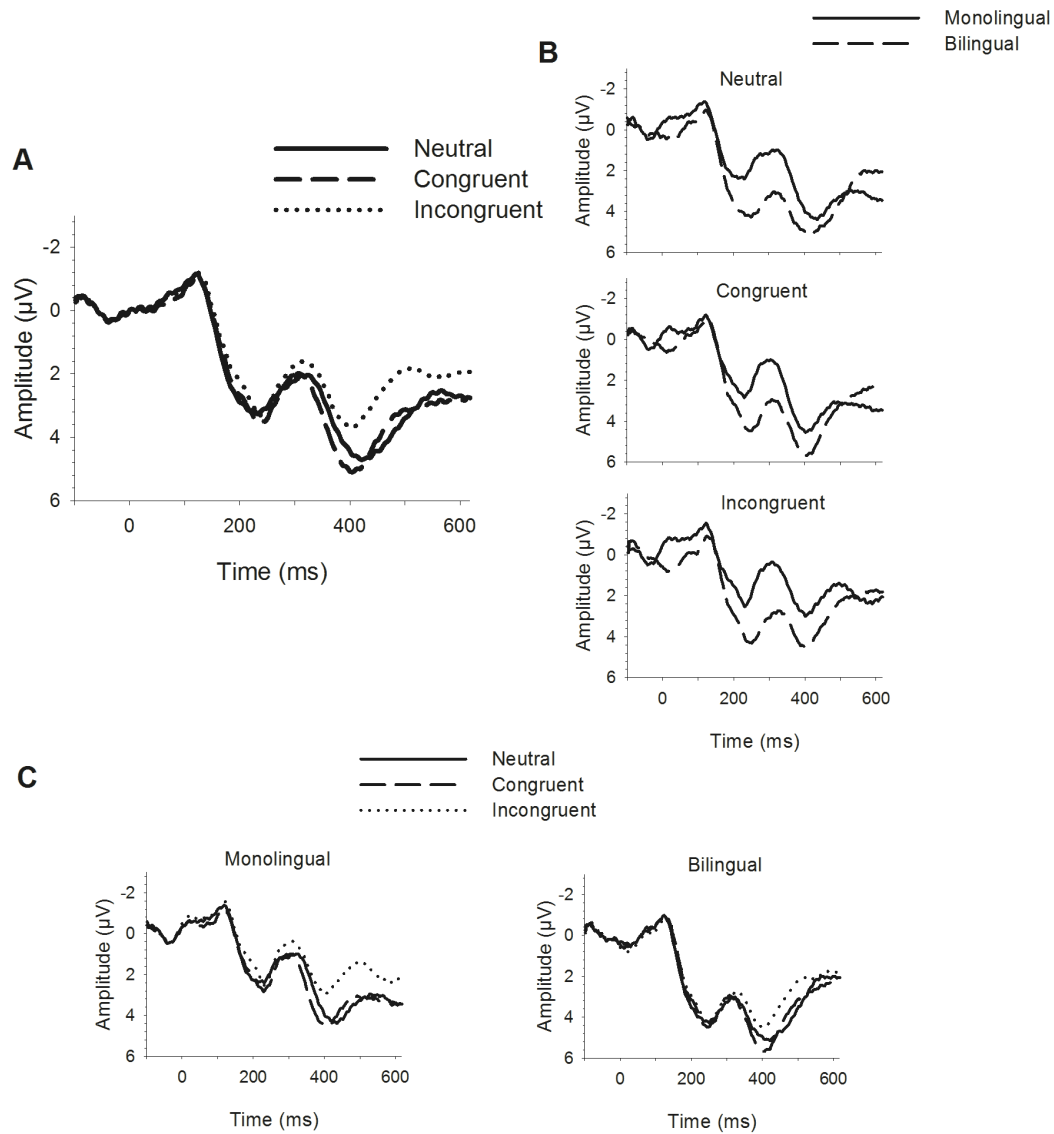 A
Neutral
Congruent
Incongruent
Amplitude (µV)
-2
0
2
4
6
0 200 400 600
Time (ms)
B
Monolingual
Bilingual
Neutral
Amplitude (µV)
-2
0
2
4
6
Congruent
Amplitude (µV)
-2
0
2
4
6
Incongruent
Amplitude (µV)
-2
0
2
4
6
0 200 400 600
Time (ms)
C
Neutral
Congruent
Incongruent
Monolingual
Amplitude (µV)
-2
0
2
4
6
0 200 400 600
Time (ms)
Bilingual
Amplitude (µV)
-2
0
2
4
6
0 200 400 600
Time (ms)